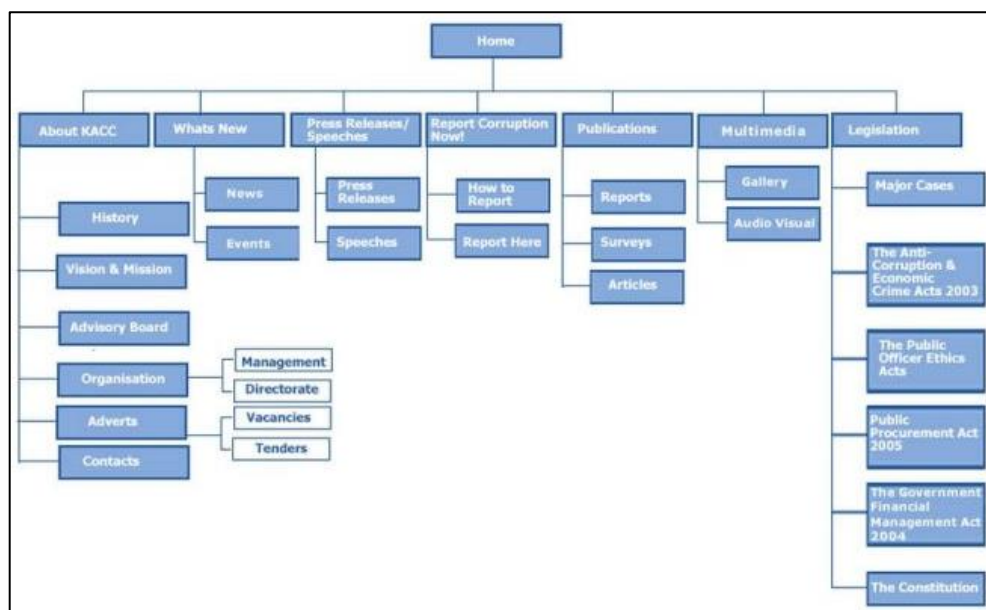 Home
About KACC
Whats New
Press Releases/
Speeches
Report Corruption
Now!
Publications
Multimedia
Legislation
History
Vision & Mission
Advisory Board
Organisation
Management
Directorate
Adverts
Vacancies
Tenders
Contacts
News
Events
Press
Releases
Speeches
How to
Report
Report Here
Reports
Surveys
Articles
Gallery
Audio Visual
Major Cases
The Anti-
Corruption &
Economic
Crime Acts 2003
The Public
Officer Ethics
Acts
Public
Procurement Act
2005
The Government
Financial
Management Act
2004
The Constitution